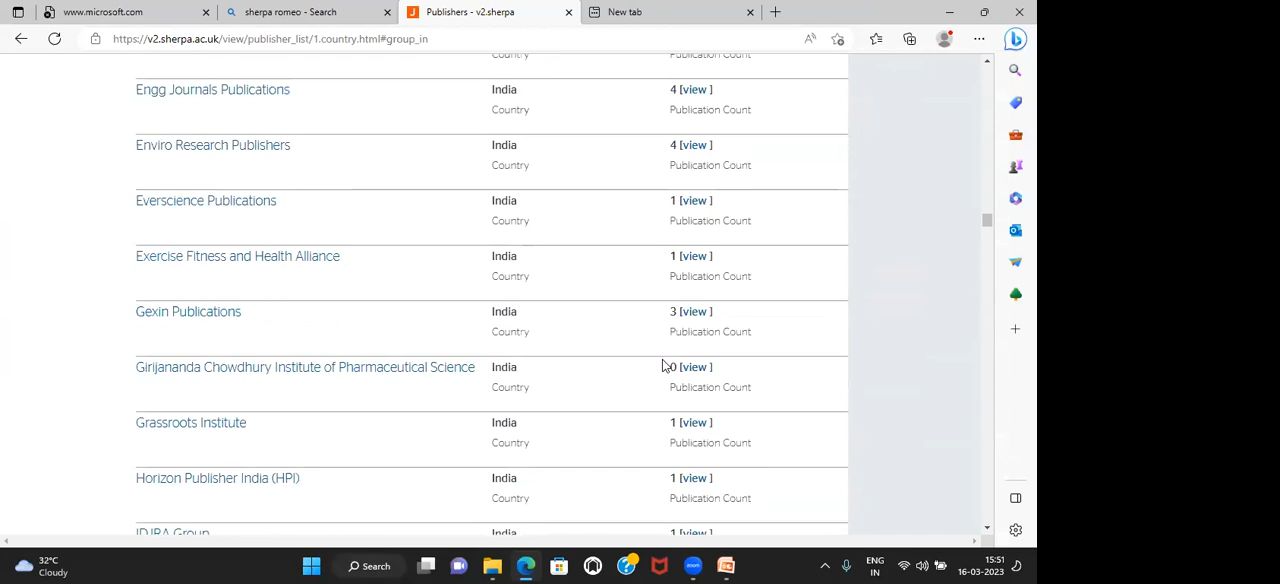 www.microsoft.com
sherpa romeo - Search
Publishers - v2.sherpa
New tab
https://v2.sherpa.ac.uk/view/publisher_list/1.country.html#group_in
Country Publication Count
Engg Journals Publications India 4 [view ]
Country Publication Count
Enviro Research Publishers India 4 [view ]
Country Publication Count
Everscience Publications India 1 [view ]
Country Publication Count
Exercise Fitness and Health Alliance India 1 [view ]
Country Publication Count
Gexin Publications India 3 [view ]
Country Publication Count
Girijananda Chowdhury Institute of Pharmaceutical Science India 0 [view ]
Country Publication Count
Grassroots Institute India 1 [view ]
Country Publication Count
Horizon Publisher India (HPI) India 1 [view ]
Country Publication Count
IDJRA Group India 1 [view ]
32°C
Cloudy
Search
ENG
IN
15:51
16-03-2023